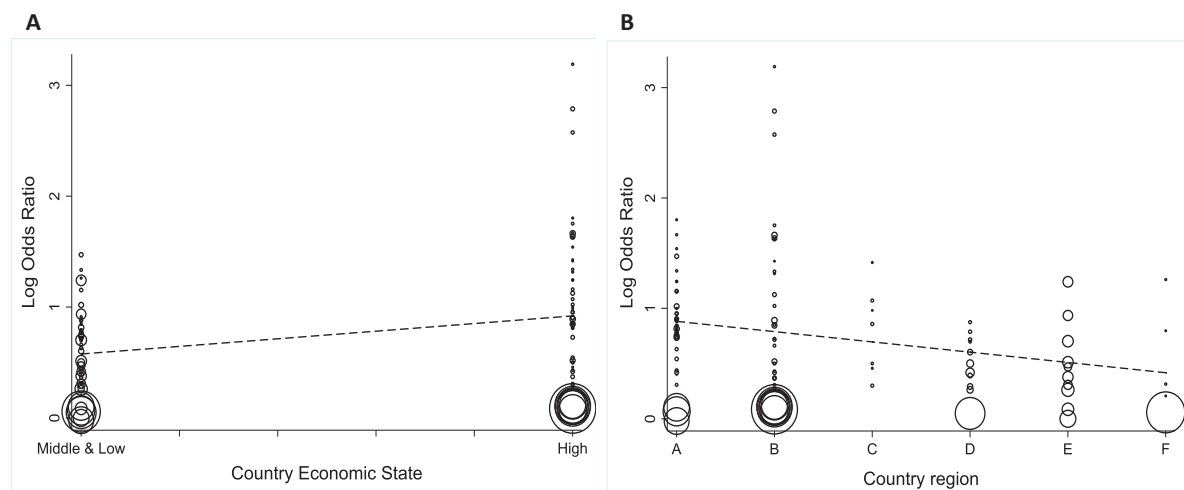 A
B
3
2
1
0
Log Odds Ratio
Middle & Low
High
Country Economic State
3
2
1
0
Log Odds Ratio
A
B
C
D
E
F
Country region